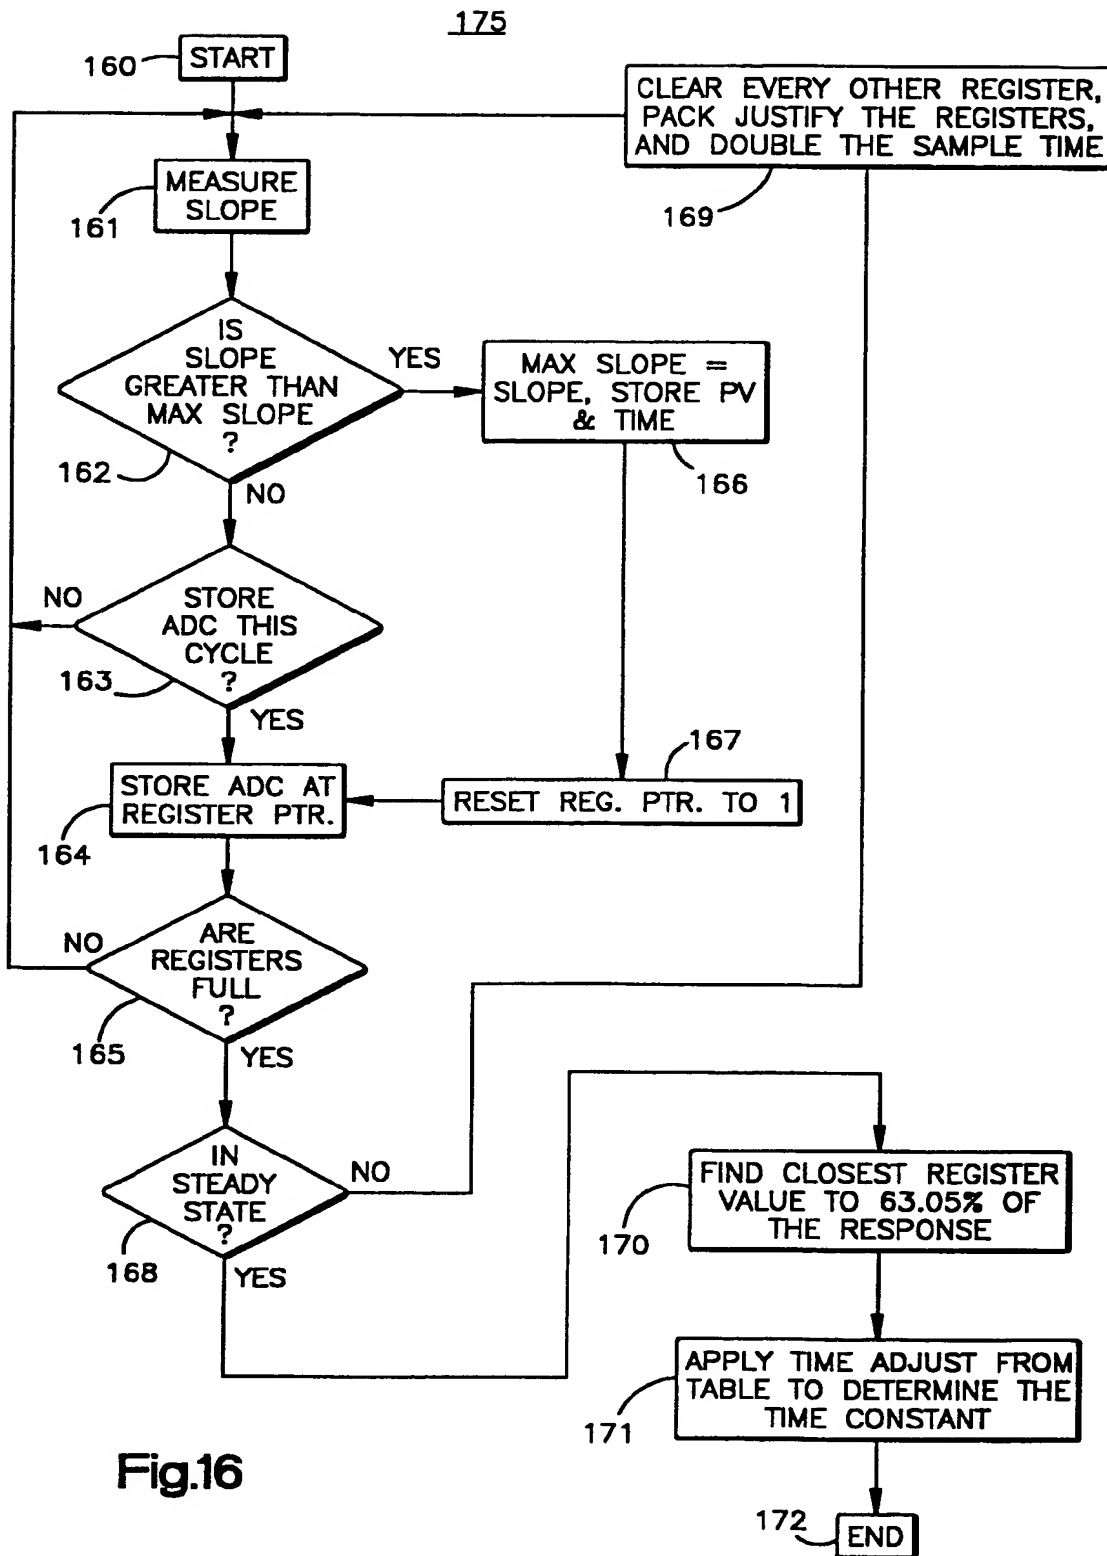 175
160
START
CLEAR EVERY OTHER REGISTER,
PACK JUSTIFY THE REGISTERS,
AND DOUBLE THE SAMPLE TIME
169
MEASURE
SLOPE
161
IS
SLOPE
GREATER THAN
MAX SLOPE
?
162
YES
NO
MAX SLOPE =
SLOPE, STORE PV
& TIME
166
STORE
ADC THIS
CYCLE
?
163
NO
YES
167
STORE ADC AT
REGISTER PTR.
164
RESET REG. PTR. TO 1
ARE
REGISTERS
FULL
?
165
NO
YES
IN
STEADY
STATE
?
168
NO
YES
FIND CLOSEST REGISTER
VALUE TO 63.05% OF
THE RESPONSE
170
APPLY TIME ADJUST FROM
TABLE TO DETERMINE THE
TIME CONSTANT
171
172
END
Fig.16